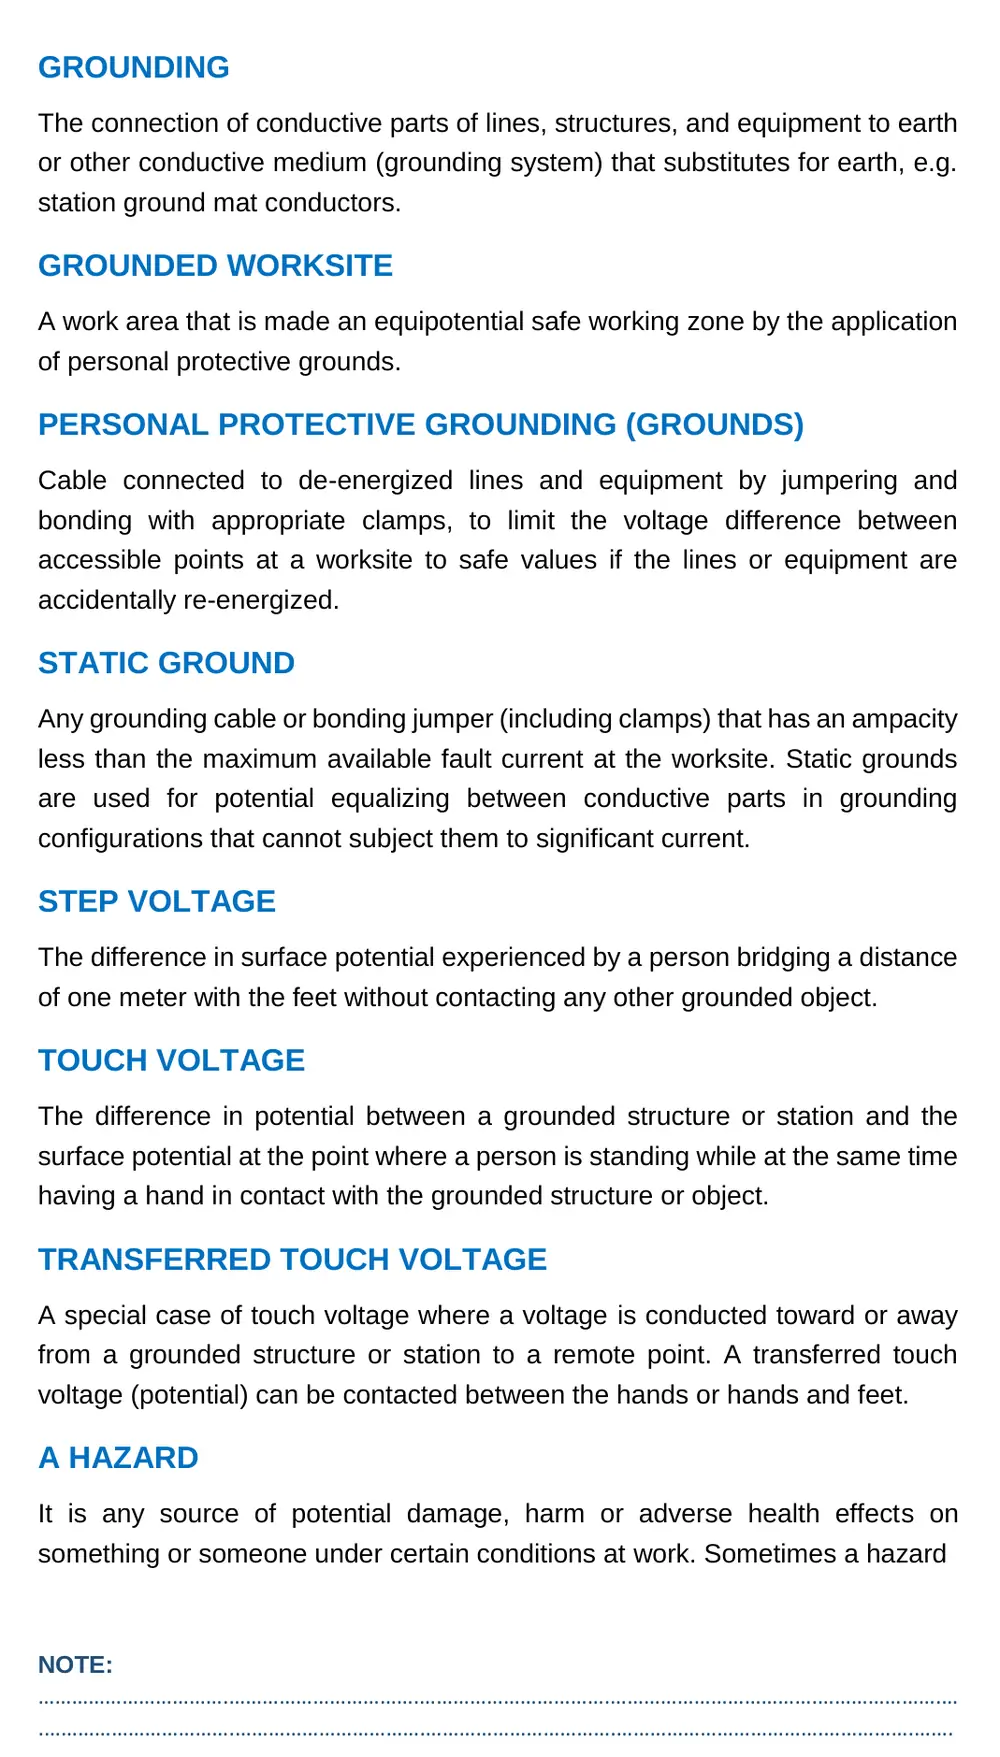 GROUNDING
The connection of conductive parts of lines, structures, and equipment to earth
or other conductive medium (grounding system) that substitutes for earth, e.g.
station ground mat conductors.
GROUNDED WORKSITE
A work area that is made an equipotential safe working zone by the application
of personal protective grounds.
PERSONAL PROTECTIVE GROUNDING (GROUNDS)
Cable connected to de-energized lines and equipment by jumpering and
bonding with appropriate clamps, to limit the voltage difference between
accessible points at a worksite to safe values if the lines or equipment are
accidentally re-energized.
STATIC GROUND
Any grounding cable or bonding jumper (including clamps) that has an ampacity
less than the maximum available fault current at the worksite. Static grounds
are used for potential equalizing between conductive parts in grounding
configurations that cannot subject them to significant current.
STEP VOLTAGE
The difference in surface potential experienced by a person bridging a distance
of one meter with the feet without contacting any other grounded object.
TOUCH VOLTAGE
The difference in potential between a grounded structure or station and the
surface potential at the point where a person is standing while at the same time
having a hand in contact with the grounded structure or object.
TRANSFERRED TOUCH VOLTAGE
A special case of touch voltage where a voltage is conducted toward or away
from a grounded structure or station to a remote point. A transferred touch
voltage (potential) can be contacted between the hands or hands and feet.
A HAZARD
It is any source of potential damage, harm or adverse health effects on
something or someone under certain conditions at work. Sometimes a hazard
NOTE: